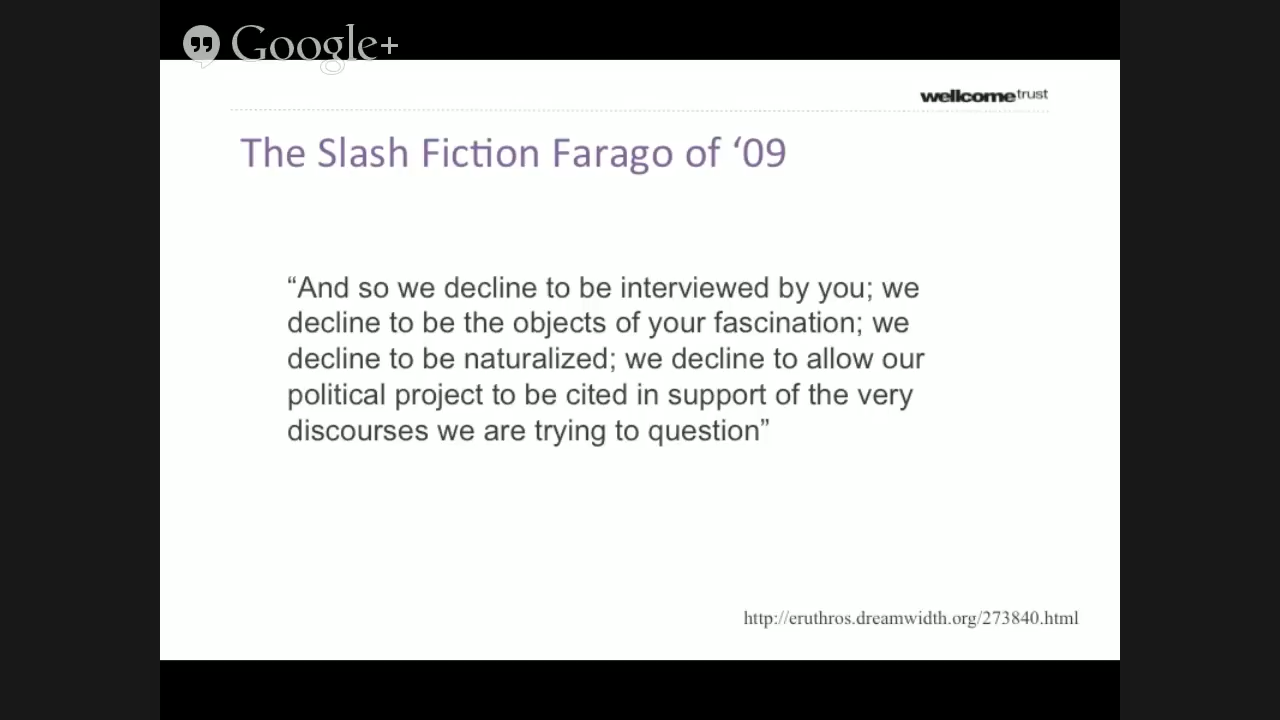 Google+
wellcometrust
The Slash Fiction Farago of ‘09
“And so we decline to be interviewed by you; we
decline to be the objects of your fascination; we
decline to be naturalized; we decline to allow our
political project to be cited in support of the very
discourses we are trying to question”
http://eruthros.dreamwidth.org/273840.html